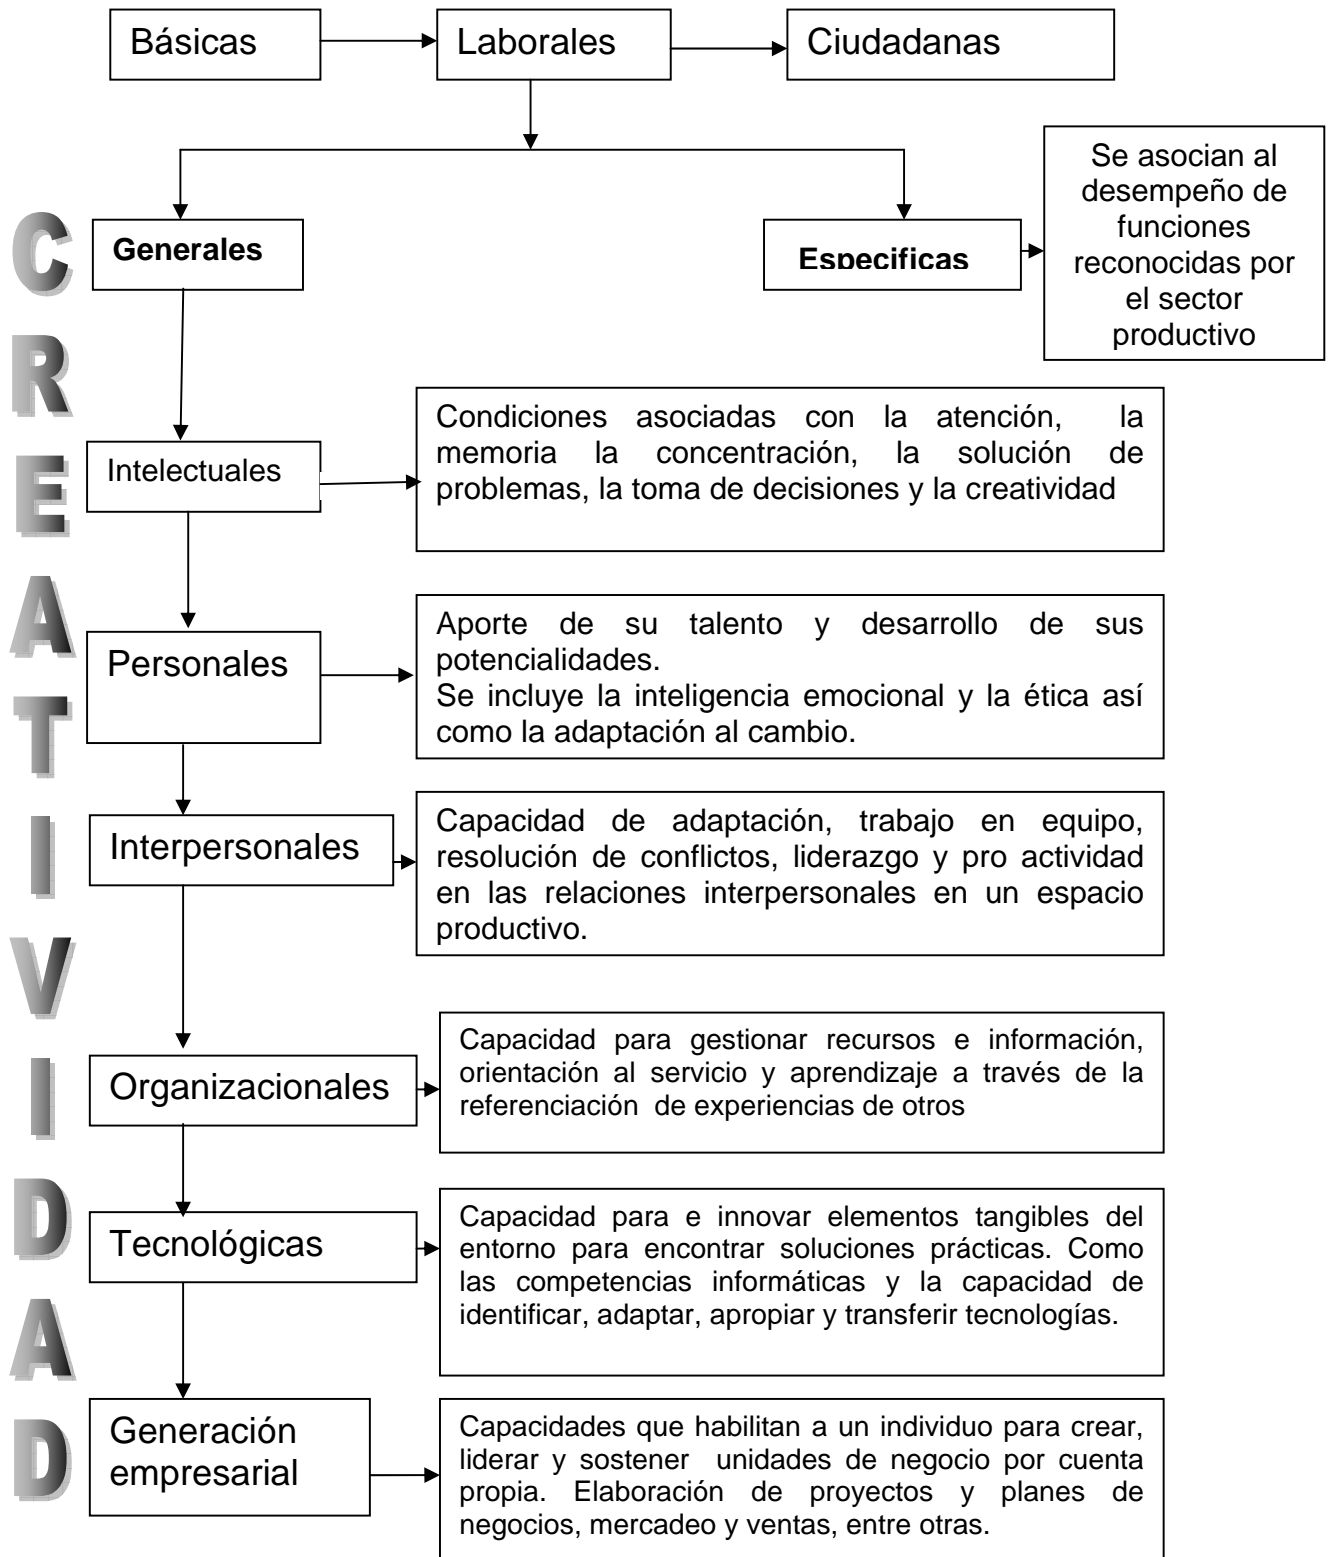 Básicas
Laborales
Ciudadanas
Se asocian al
desempeño de
funciones
reconocidas por
el sector
productivo
Generales
Especificas
CREATIVIDAD
Intelectuales
Condiciones asociadas con la atención, la
memoria la concentración, la solución de
problemas, la toma de decisiones y la creatividad
Personales
Aporte de su talento y desarrollo de sus
potencialidades.
Se incluye la inteligencia emocional y la ética así
como la adaptación al cambio.
Interpersonales
Capacidad de adaptación, trabajo en equipo,
resolución de conflictos, liderazgo y pro actividad
en las relaciones interpersonales en un espacio
productivo.
Organizacionales
Capacidad para gestionar recursos e información,
orientación al servicio y aprendizaje a través de la
referenciación de experiencias de otros
Tecnológicas
Capacidad para e innovar elementos tangibles del
entorno para encontrar soluciones prácticas. Como
las competencias informáticas y la capacidad de
identificar, adaptar, apropiar y transferir tecnologías.
Generación
empresarial
Capacidades que habilitan a un individuo para crear,
liderar y sostener unidades de negocio por cuenta
propia. Elaboración de proyectos y planes de
negocios, mercadeo y ventas, entre otras.